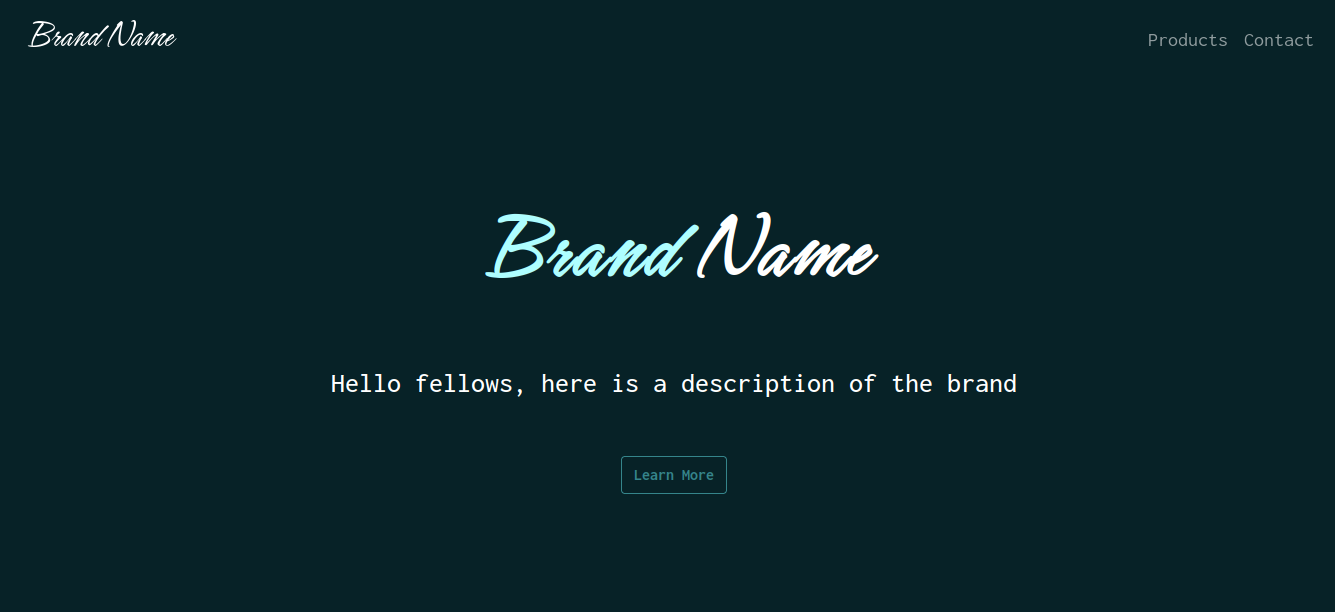 Brand Name
Products Contact
Brand Name
Hello fellows, here is a description of the brand
Learn More